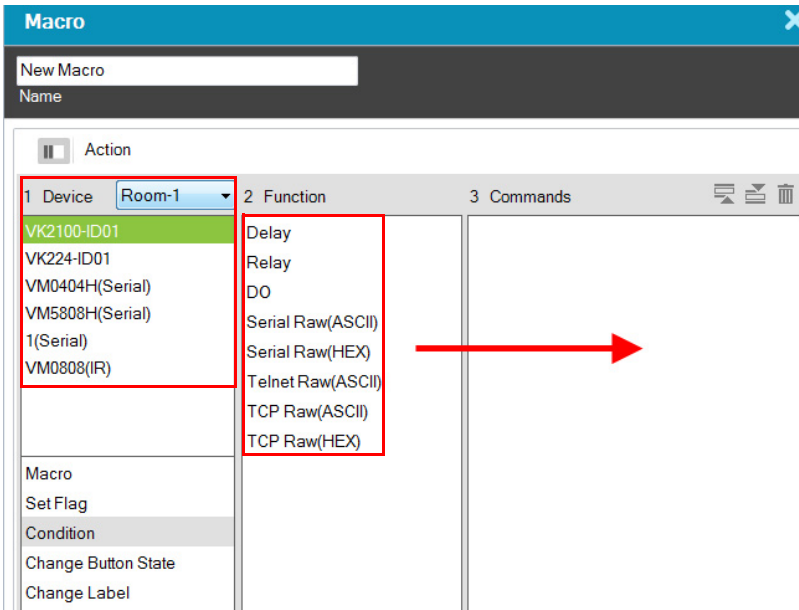 Macro
New Macro
Name
Action
1 Device Room-1
2 Function
3 Commands
VK2100-ID01
VK224-ID01
VM0404H(Serial)
VM5808H(Serial)
1(Serial)
VM0808(IR)
Delay
Relay
DO
Serial Raw(ASCII)
Serial Raw(HEX)
Telnet Raw(ASCII)
TCP Raw(ASCII)
TCP Raw(HEX)
Macro
Set Flag
Condition
Change Button State
Change Label